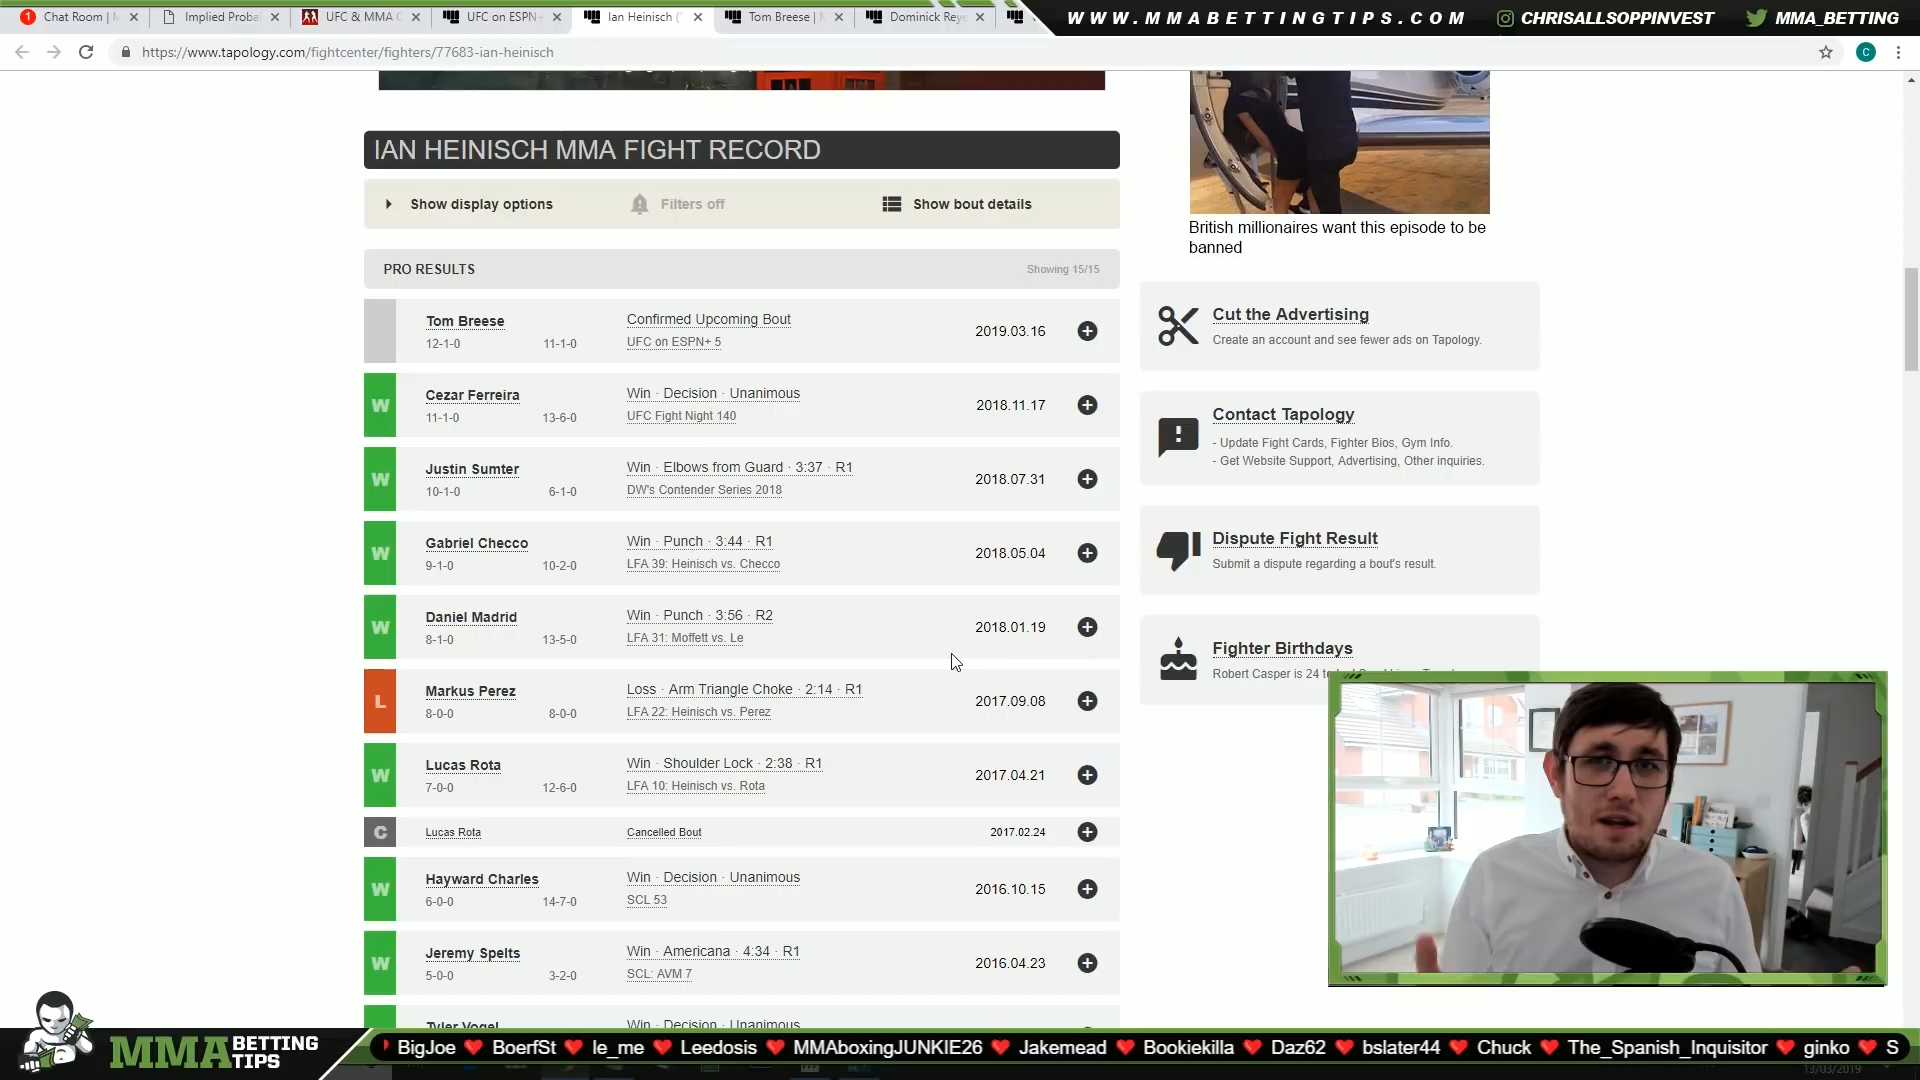 1 Chat Room | M
Implied Proba
UFC & MMA C
UFC on ESPN
Ian Heinisch (
Tom Breese | M
Dominick Reye
WWW.MMABETTINGTIPS.COM
CHRISALLSOPPINVEST
MMA_BETTING
https://www.tapology.com/fightcenter/fighters/77683-ian-heinisch
C
IAN HEINISCH MMA FIGHT RECORD
Show display options
Filters off
Show bout details
PRO RESULTS
Showing 15/15
Tom Breese
12-1-0 11-1-0
Confirmed Upcoming Bout
UFC on ESPN+ 5
2019.03.16
W
Cezar Ferreira
11-1-0 13-6-0
Win · Decision · Unanimous
UFC Fight Night 140
2018.11.17
W
Justin Sumter
10-1-0 6-1-0
Win · Elbows from Guard · 3:37 · R1
DW's Contender Series 2018
2018.07.31
W
Gabriel Checco
9-1-0 10-2-0
Win · Punch · 3:44 · R1
LFA 39: Heinisch vs. Checco
2018.05.04
W
Daniel Madrid
8-1-0 13-5-0
Win · Punch · 3:56 · R2
LFA 31: Moffett vs. Le
2018.01.19
L
Markus Perez
8-0-0 8-0-0
Loss · Arm Triangle Choke · 2:14 · R1
LFA 22: Heinisch vs. Perez
2017.09.08
W
Lucas Rota
7-0-0 12-6-0
Win · Shoulder Lock · 2:38 · R1
LFA 10: Heinisch vs. Rota
2017.04.21
C
Lucas Rota
Cancelled Bout
2017.02.24
W
Hayward Charles
6-0-0 14-7-0
Win · Decision · Unanimous
SCL 53
2016.10.15
W
Jeremy Spelts
5-0-0 3-2-0
Win · Americana · 4:34 · R1
SCL: AVM 7
2016.04.23
Tyler Vogel
Win · Decision · Unanimous
British millionaires want this episode to be
banned
Cut the Advertising
Create an account and see fewer ads on Tapology.
Contact Tapology
- Update Fight Cards, Fighter Bios, Gym Info.
- Get Website Support, Advertising, Other inquiries.
Dispute Fight Result
Submit a dispute regarding a bout's result.
Fighter Birthdays
Robert Casper is 24
MMA BETTING
TIPS
BigJoe BoerfSt le_me Leedosis MMAboxingJUNKIE26 Jakemead Bookiekilla Daz62 bslater44 Chuck The_Spanish_Inquisitor ginko S
13/03/2019